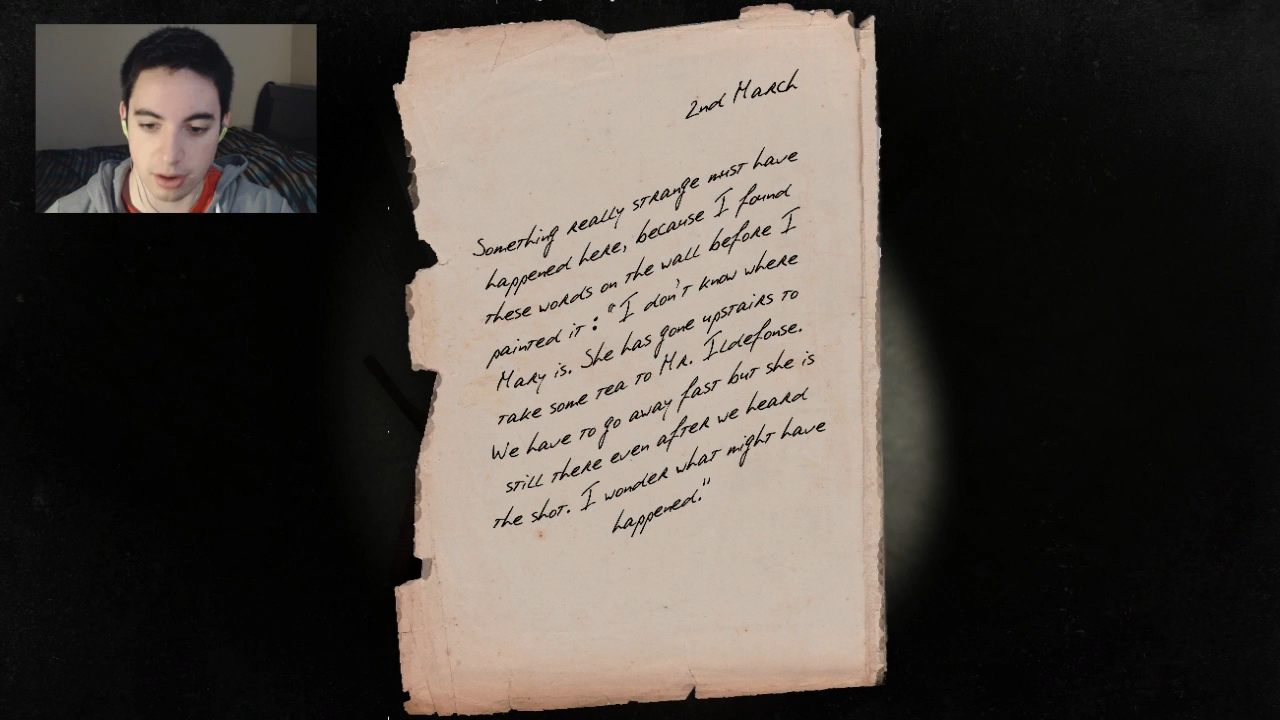 2nd March
Something really strange must have
happened here, because I found
these words on the wall before I
painted it: "I don't know where
Mary is. She has gone upstairs to
take some tea to Mr. Ildefonse.
We have to go away fast but she is
still there even after we heard
the shot. I wonder what might have
happened."